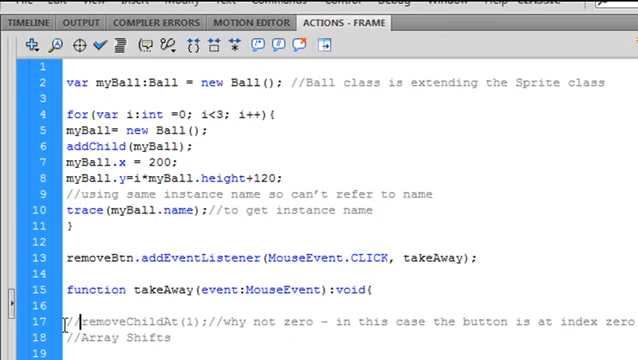 TIMELINE OUTPUT COMPILER ERRORS MOTION EDITOR ACTIONS - FRAME
1
2 var myBall:Ball = new Ball(); //Ball class is extending the Sprite class
3
4 for(var i:int =0; i<3; i++){
5 myBall= new Ball();
6 addChild(myBall);
7 myBall.x = 200;
8 myBall.y=i*myBall.height+120;
9 //using same instance name so can't refer to name
10 trace(myBall.name);//to get instance name
11 }
12
13 removeBtn.addEventListener(MouseEvent.CLICK, takeAway);
14
15 function takeAway(event:MouseEvent):void{
16
17 //removeChildAt(1);//why not zero - in this case the button is at index zero
18 //Array Shifts
19